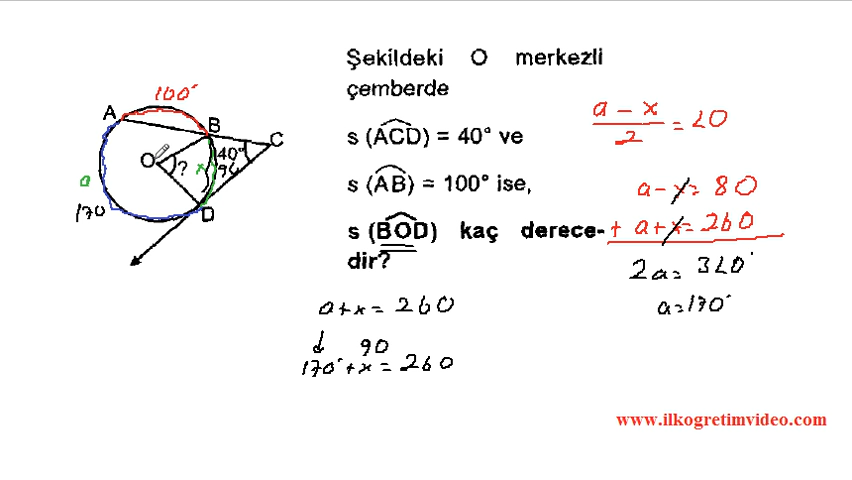 Şekildeki O merkezli
çemberde
s (ACD) = 40° ve
s (AB) = 100° ise,
s (BOD) kaç derece-
dir?
100°
A
B
C
O
?
40°
x
90
a
170
D
a + x = 260
90
170° + x = 260
a - x
2
= 40
a - x = 80
+ a + x = 260
2a = 340°
a = 170°
www.ilkogretimvideo.com